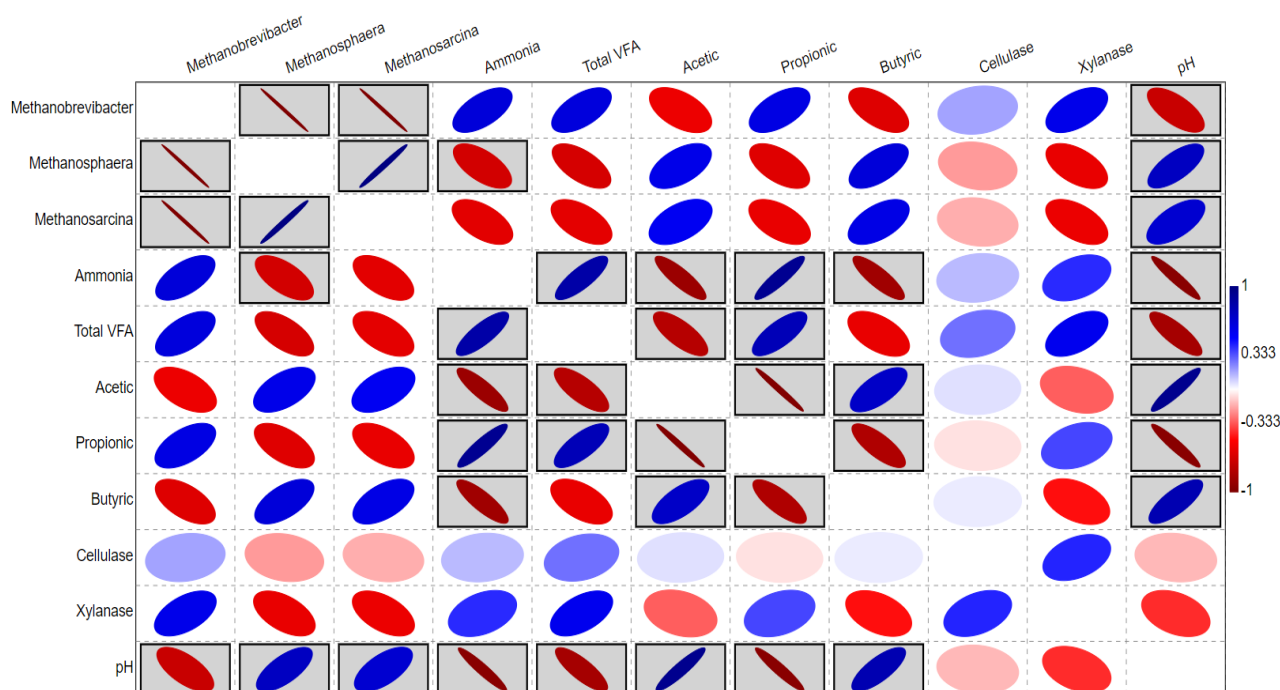 Methanobrevibacter
Methanosphaera
Methanosarcina
Ammonia
Total VFA
Acetic
Propionic
Butyric
Cellulase
Xylanase
pH
Methanobrevibacter
Methanosphaera
Methanosarcina
Ammonia
Total VFA
Acetic
Propionic
Butyric
Cellulase
Xylanase
pH
1
0.333
-0.333
-1